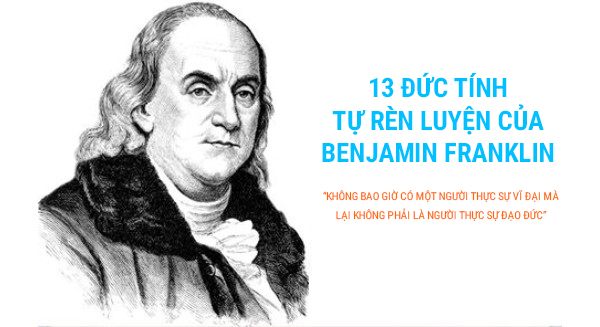 13 ĐỨC TÍNH
TỰ RÈN LUYỆN CỦA
BENJAMIN FRANKLIN
"KHÔNG BAO GIỜ CÓ MỘT NGƯỜI THỰC SỰ VĨ ĐẠI MÀ
LẠI KHÔNG PHẢI LÀ NGƯỜI THỰC SỰ ĐẠO ĐỨC"